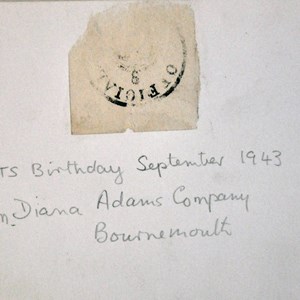 OFFICIAL
TS Birthday September 1943
Diana Adams Company
Bournemouth